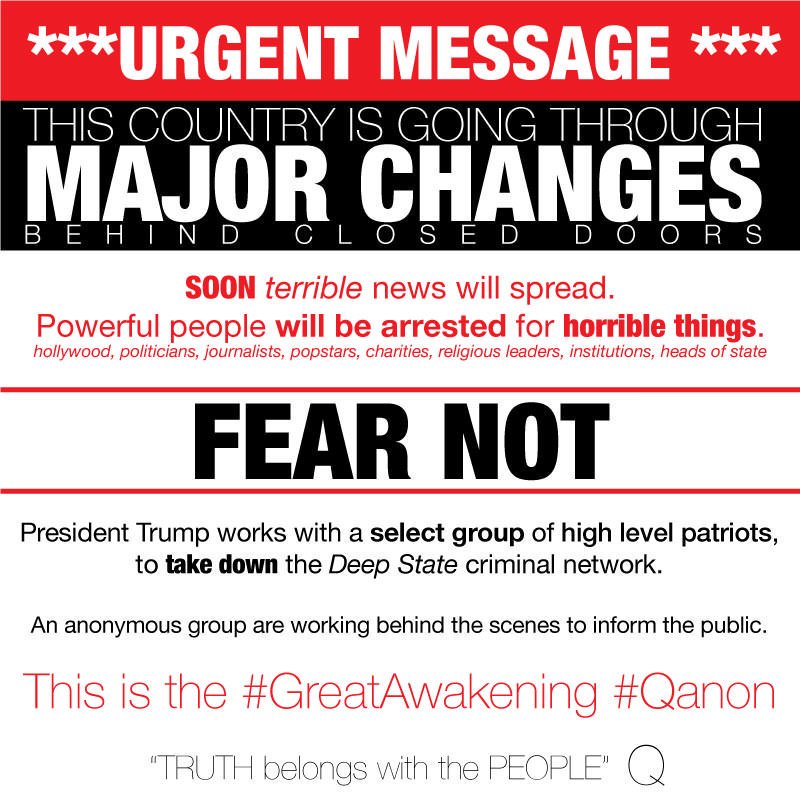 ***URGENT MESSAGE ***
THIS COUNTRY IS GOING THROUGH
MAJOR CHANGES
BEHIND CLOSED DOORS
SOON terrible news will spread.
Powerful people will be arrested for horrible things.
hollywood, politicians, journalists, popstars, charities, religious leaders, institutions, heads of state
FEAR NOT
President Trump works with a select group of high level patriots,
to take down the Deep State criminal network.
An anonymous group are working behind the scenes to inform the public.
This is the #GreatAwakening #Qanon
“TRUTH belongs with the PEOPLE” Q